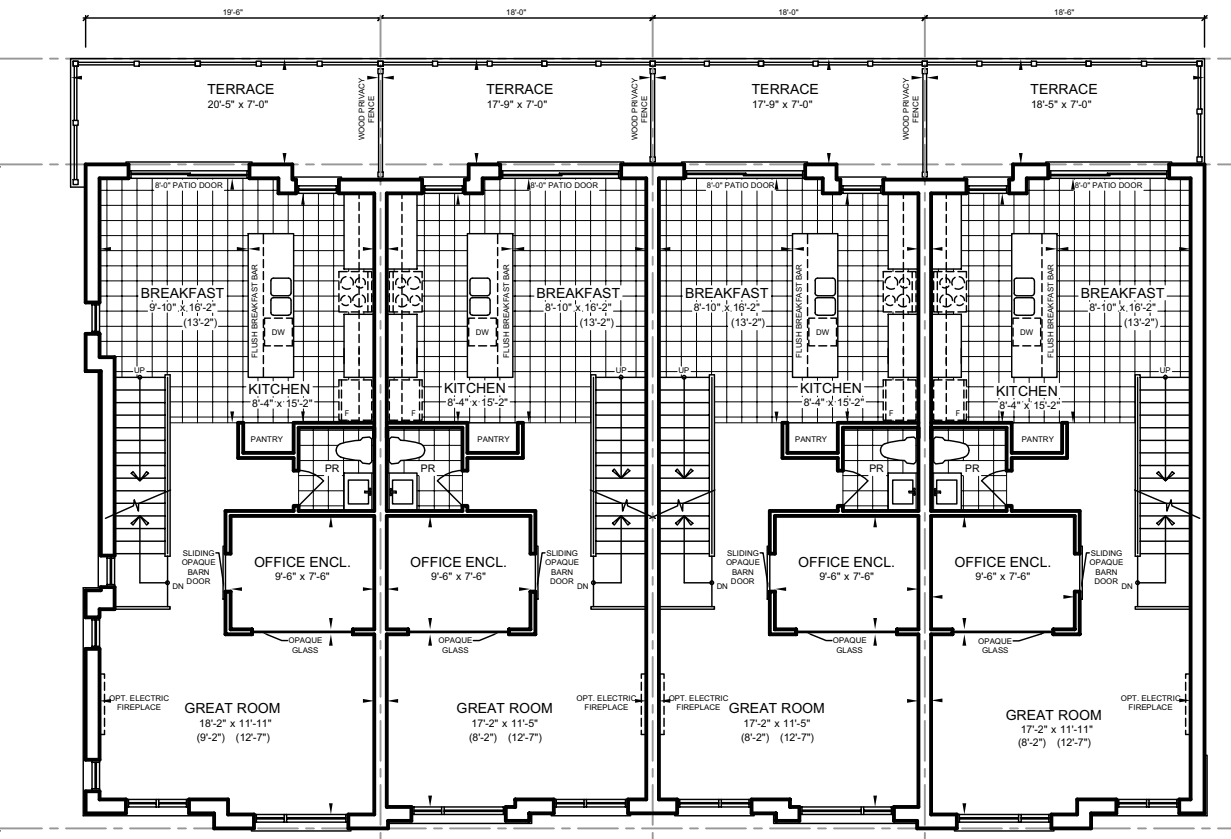 19'-6" 18'-0" 18'-0" 18'-6"
TERRACE
20'-5" x 7'-0"
WOOD PRIVACY
FENCE
TERRACE
17'-9" x 7'-0"
WOOD PRIVACY
FENCE
TERRACE
17'-9" x 7'-0"
WOOD PRIVACY
FENCE
TERRACE
18'-5" x 7'-0"
8'-0" PATIO DOOR
8'-0" PATIO DOOR
8'-0" PATIO DOOR
8'-0" PATIO DOOR
BREAKFAST
9'-10" x 16'-2"
(13'-2")
FLUSH BREAKFAST BAR
DW
BREAKFAST
8'-10" x 16'-2"
(13'-2")
FLUSH BREAKFAST BAR
DW
BREAKFAST
8'-10" x 16'-2"
(13'-2")
FLUSH BREAKFAST BAR
DW
BREAKFAST
8'-10" x 16'-2"
(13'-2")
FLUSH BREAKFAST BAR
DW
UP
KITCHEN
8'-4" x 15'-2"
F
KITCHEN
8'-4" x 15'-2"
F
UP
UP
KITCHEN
8'-4" x 15'-2"
F
KITCHEN
8'-4" x 15'-2"
F
UP
PANTRY
PR
PR
PANTRY
PANTRY
PR
PR
PANTRY
SLIDING
OPAQUE
BARN
DOOR
DN
OFFICE ENCL.
9'-6" x 7'-6"
OFFICE ENCL.
9'-6" x 7'-6"
SLIDING
OPAQUE
BARN
DOOR
DN
SLIDING
OPAQUE
BARN
DOOR
DN
OFFICE ENCL.
9'-6" x 7'-6"
OFFICE ENCL.
9'-6" x 7'-6"
SLIDING
OPAQUE
BARN
DOOR
DN
OPAQUE
GLASS
OPAQUE
GLASS
OPAQUE
GLASS
OPAQUE
GLASS
OPT. ELECTRIC
FIREPLACE
GREAT ROOM
18'-2" x 11'-11"
(9'-2") (12'-7")
GREAT ROOM
17'-2" x 11'-5"
(8'-2") (12'-7")
OPT. ELECTRIC
FIREPLACE
OPT. ELECTRIC
FIREPLACE
GREAT ROOM
17'-2" x 11'-5"
(8'-2") (12'-7")
GREAT ROOM
17'-2" x 11'-11"
(8'-2") (12'-7")
OPT. ELECTRIC
FIREPLACE